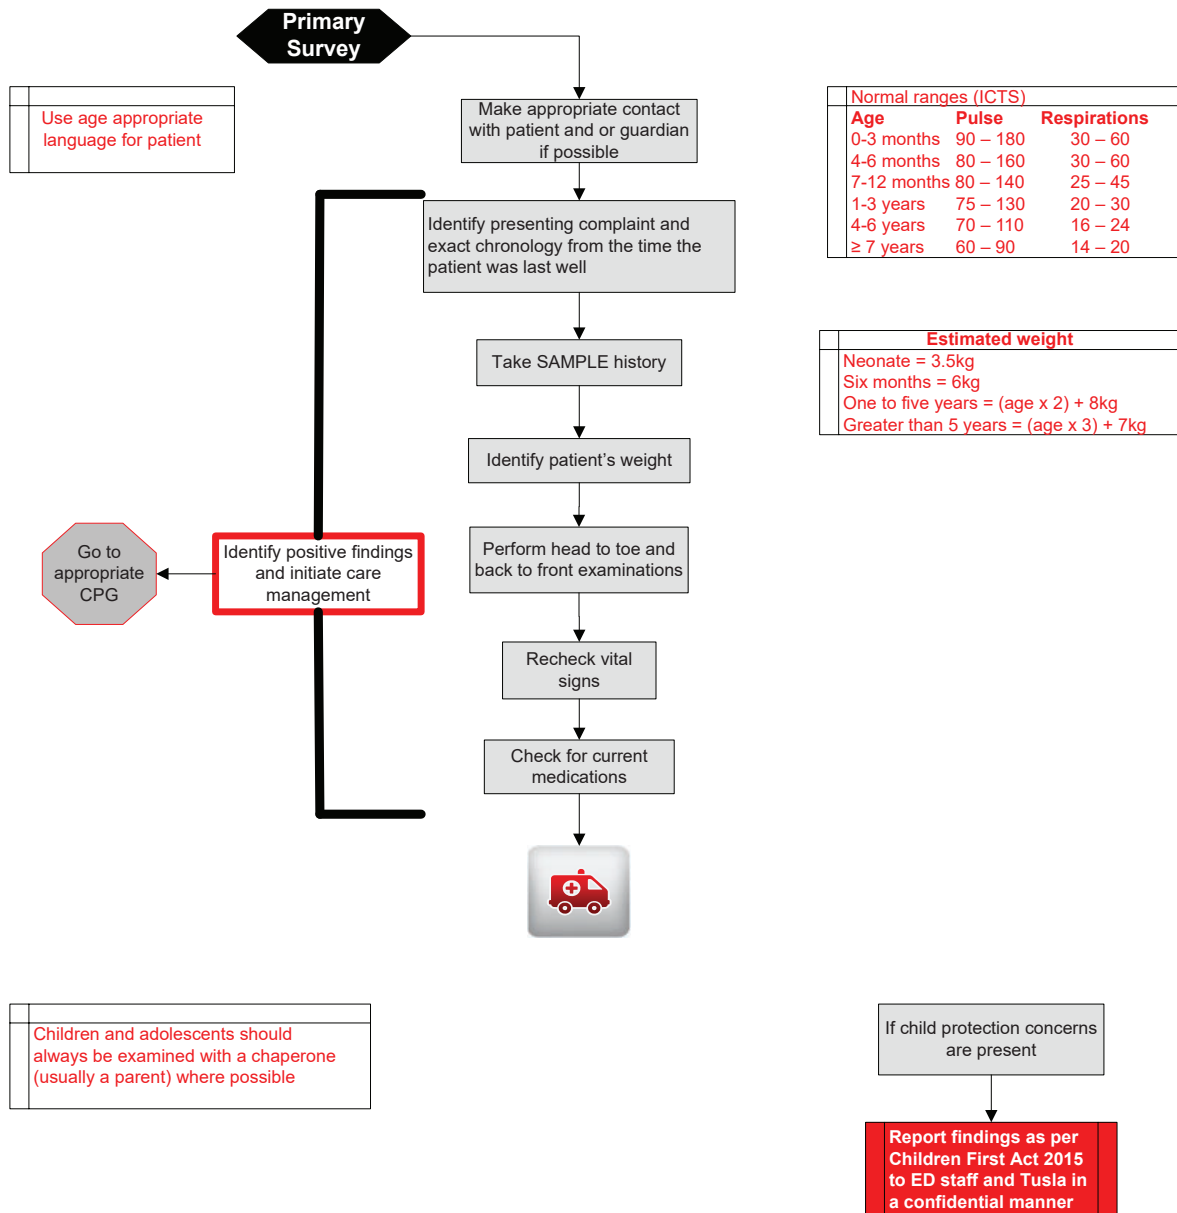 Primary
Survey
Use age appropriate
language for patient
Make appropriate contact
with patient and or guardian
if possible
Normal ranges (ICTS)
Age Pulse Respirations
0-3 months 90 – 180 30 – 60
4-6 months 80 – 160 30 – 60
7-12 months 80 – 140 25 – 45
1-3 years 75 – 130 20 – 30
4-6 years 70 – 110 16 – 24
≥ 7 years 60 – 90 14 – 20
Identify presenting complaint and
exact chronology from the time the
patient was last well
Estimated weight
Neonate = 3.5kg
Six months = 6kg
One to five years = (age x 2) + 8kg
Greater than 5 years = (age x 3) + 7kg
Take SAMPLE history
Identify patient’s weight
Go to
appropriate
CPG
Identify positive findings
and initiate care
management
Perform head to toe and
back to front examinations
Recheck vital
signs
Check for current
medications
Children and adolescents should
always be examined with a chaperone
(usually a parent) where possible
If child protection concerns
are present
Report findings as per
Children First Act 2015
to ED staff and Tusla in
a confidential manner